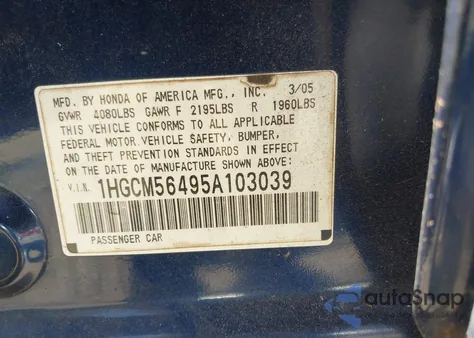 MFD. BY HONDA OF AMERICA MFG., INC. 3/05
GVWR 4080LBS GAWR F 2195LBS R 1960LBS
THIS VEHICLE CONFORMS TO ALL APPLICABLE
FEDERAL MOTOR VEHICLE SAFETY, BUMPER,
AND THEFT PREVENTION STANDARDS IN EFFECT ON
THE DATE OF MANUFACTURE SHOWN ABOVE:
V.I.N. 1HGCM56495A103039
PASSENGER CAR
autoSnap